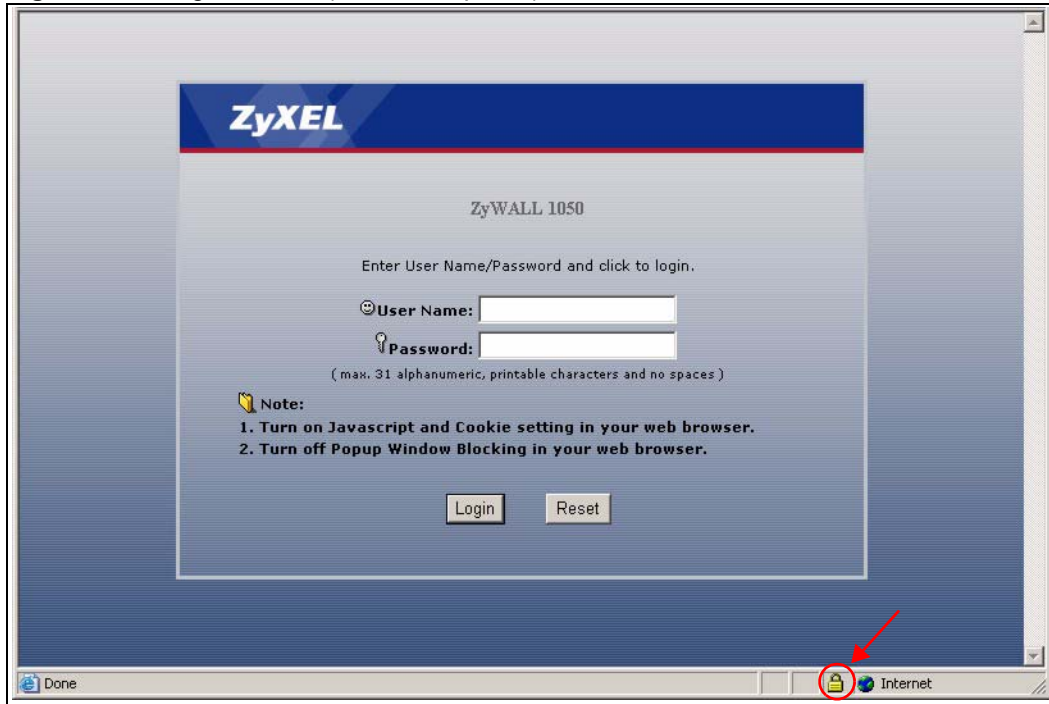 ZyXEL
ZyWALL 1050
Enter User Name/Password and click to login.
User Name:
Password:
( max. 31 alphanumeric, printable characters and no spaces )
Note:
1. Turn on Javascript and Cookie setting in your web browser.
2. Turn off Popup Window Blocking in your web browser.
Login Reset
Done Internet